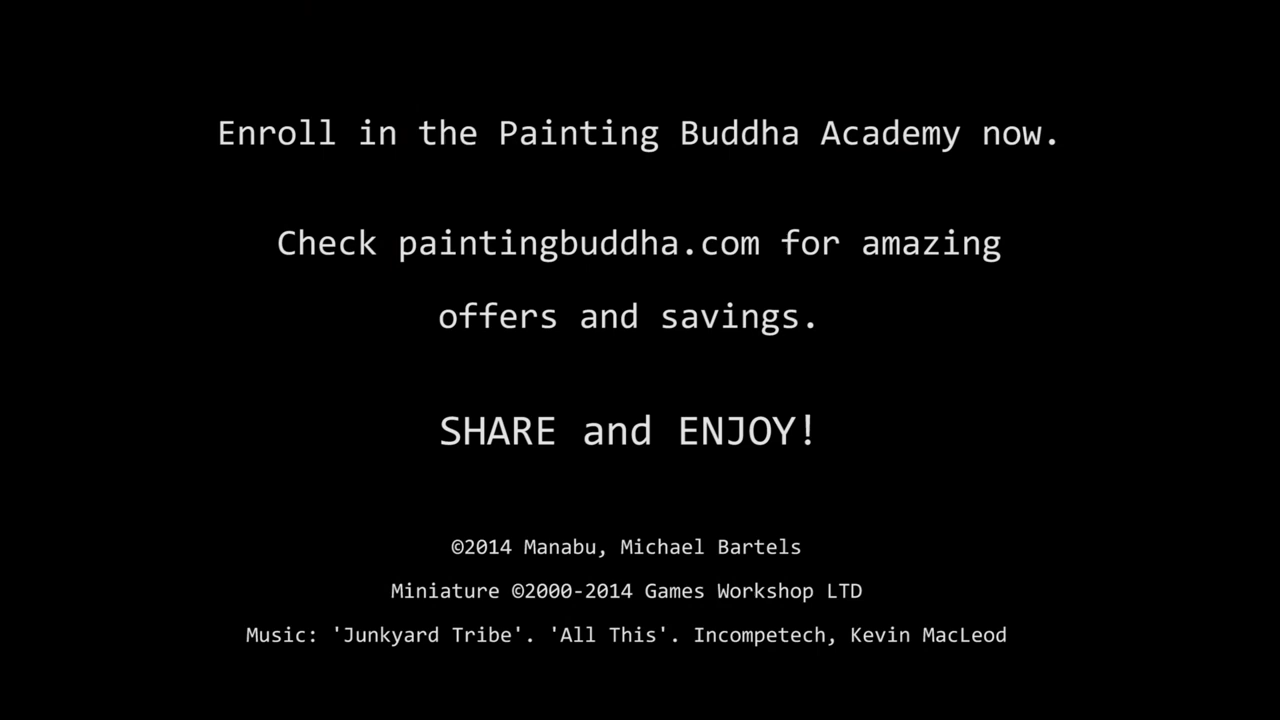 Enroll in the Painting Buddha Academy now.
Check paintingbuddha.com for amazing
offers and savings.
SHARE and ENJOY!
©2014 Manabu, Michael Bartels
Miniature ©2000-2014 Games Workshop LTD
Music: 'Junkyard Tribe'. 'All This'. Incompetech, Kevin MacLeod